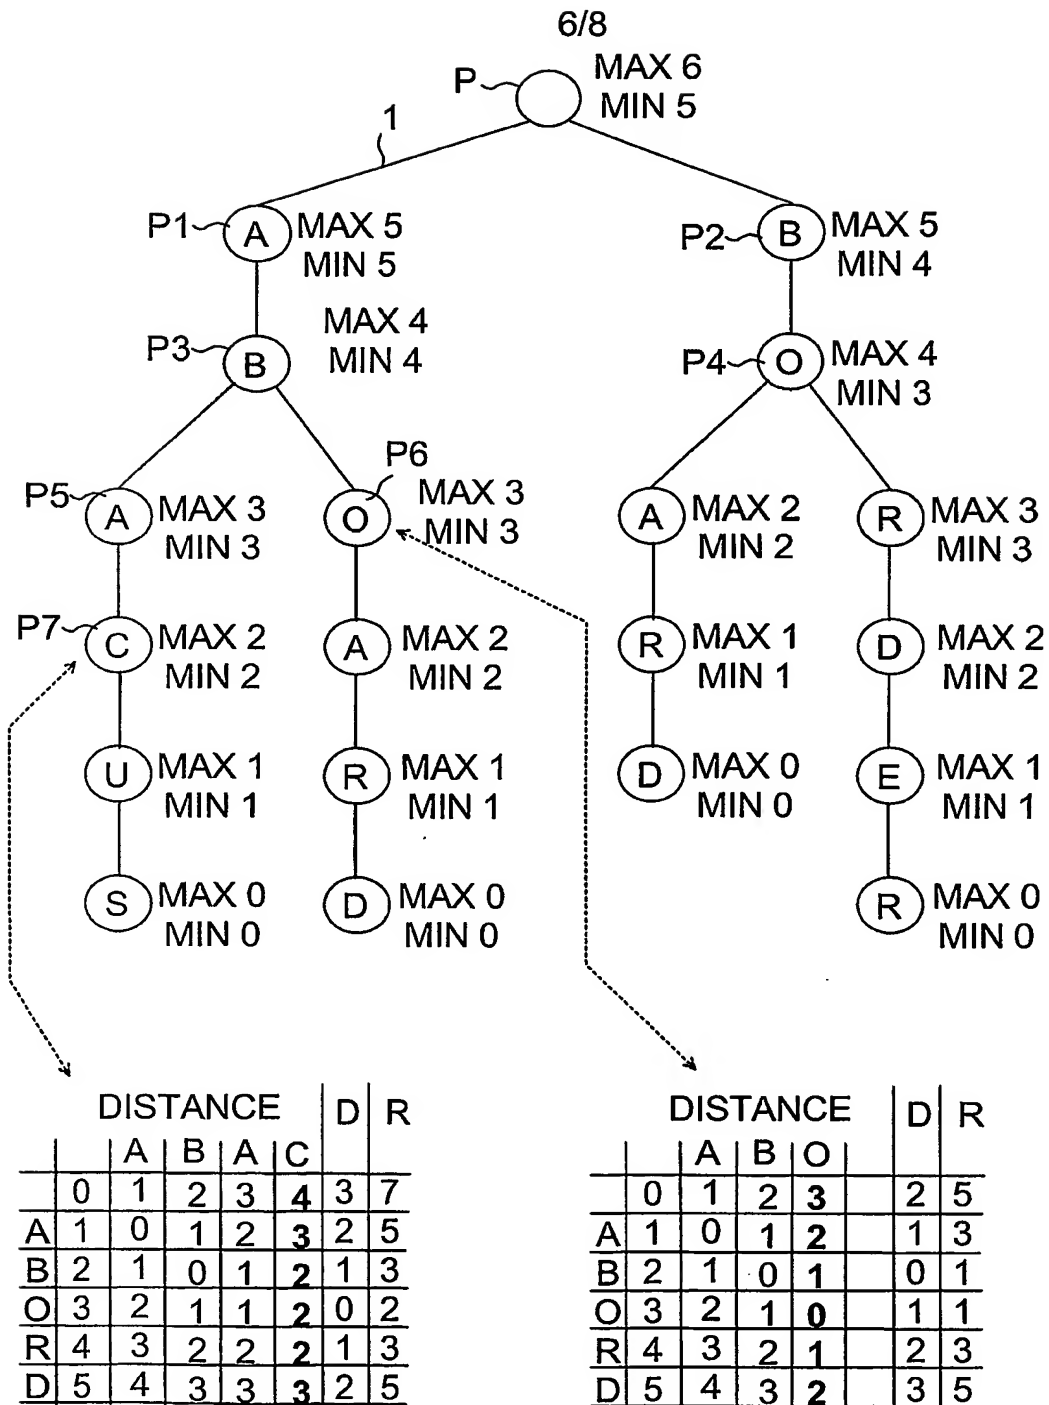 6/8
P MAX 6
MIN 5
1
P1 A MAX 5 P2 B MAX 5
MIN 5 MIN 4
MAX 4
P3 B MIN 4 P4 O MAX 4
MIN 3
P6
P5 A MAX 3 O MAX 3 A MAX 2 R MAX 3
MIN 3 MIN 3 MIN 2 MIN 3
P7 C MAX 2 A MAX 2 R MAX 1 D MAX 2
MIN 2 MIN 2 MIN 1 MIN 2
U MAX 1 R MAX 1 D MAX 0 E MAX 1
MIN 1 MIN 1 MIN 0 MIN 1
S MAX 0 D MAX 0 R MAX 0
MIN 0 MIN 0 MIN 0
DISTANCE D R
A B A C
0 1 2 3 4 3 7
A 1 0 1 2 3 2 5
B 2 1 0 1 2 1 3
O 3 2 1 1 2 0 2
R 4 3 2 2 2 1 3
D 5 4 3 3 3 2 5
DISTANCE D R
A B O
0 1 2 3 2 5
A 1 0 1 2 1 3
B 2 1 0 1 0 1
O 3 2 1 0 1 1
R 4 3 2 1 2 3
D 5 4 3 2 3 5